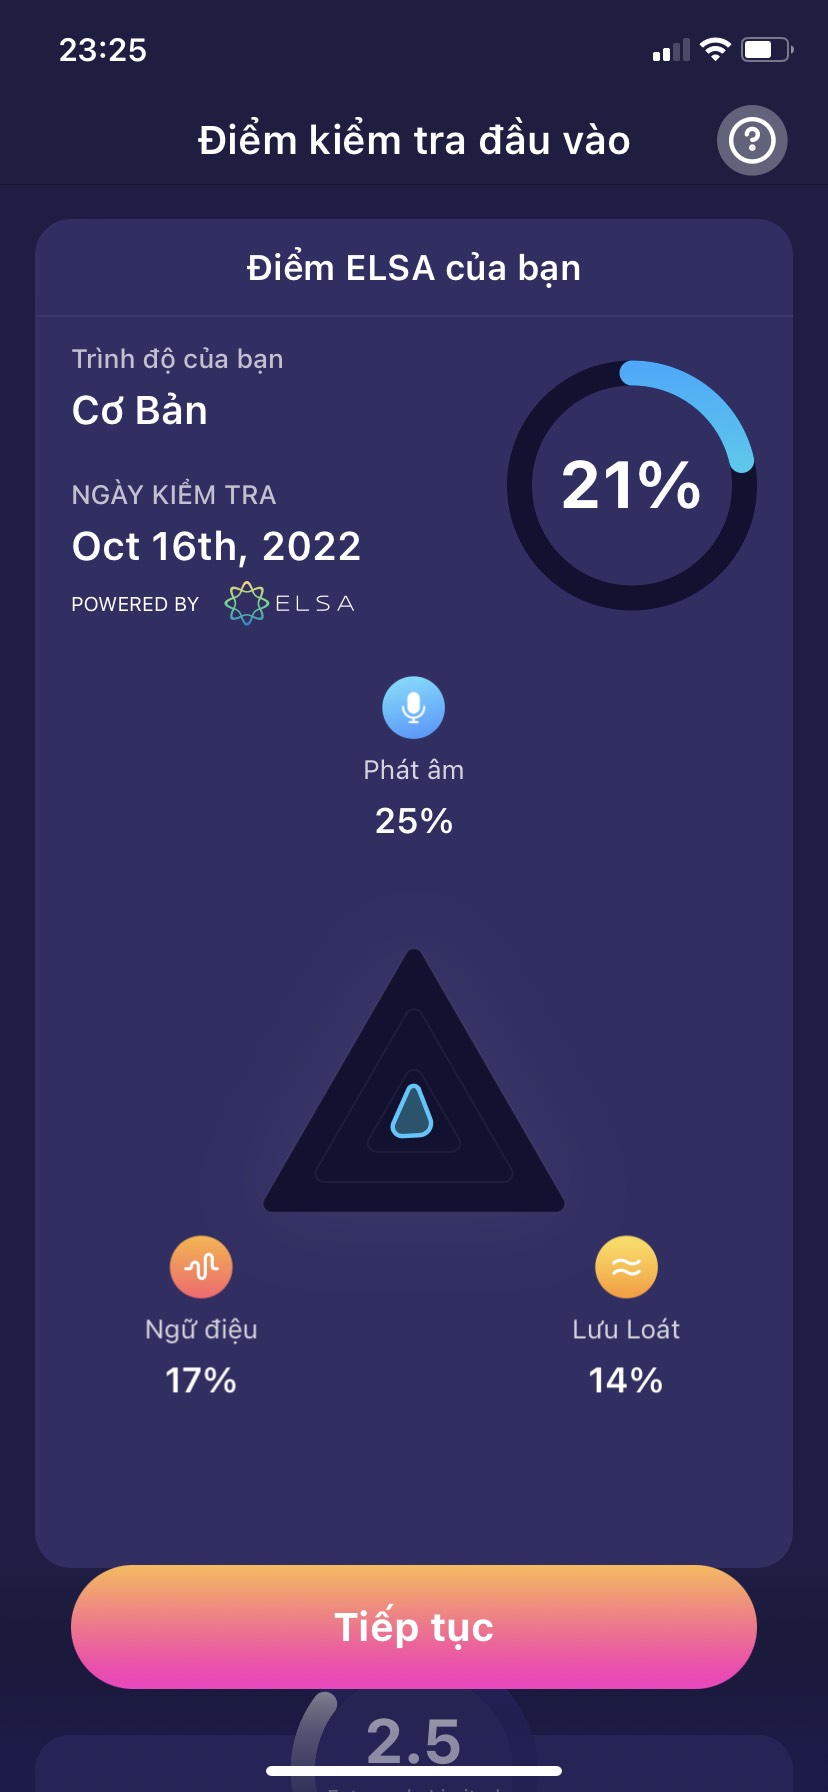 23:25
Điểm kiểm tra đầu vào
Điểm ELSA của bạn
Trình độ của bạn
Cơ Bản
21%
NGÀY KIỂM TRA
Oct 16th, 2022
POWERED BY ELSA
Phát âm
25%
Ngữ điệu
17%
Lưu Loát
14%
Tiếp tục
2.5